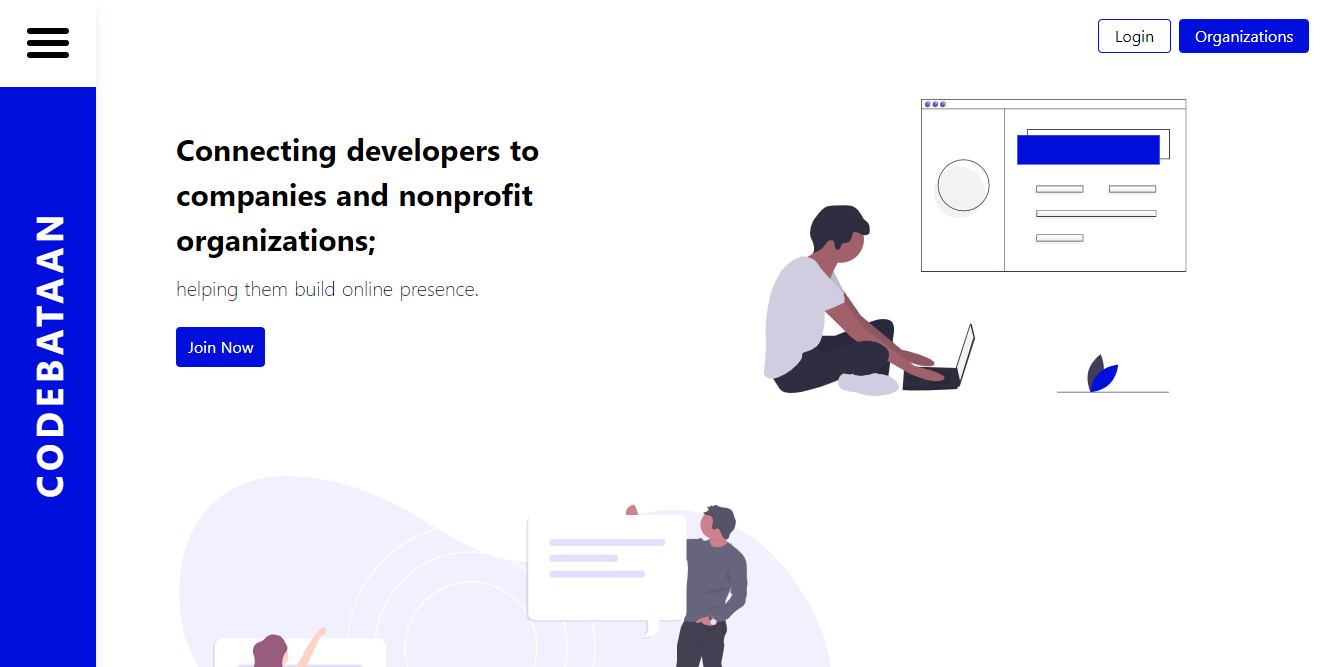 Login
Organizations
CODEBATAAN
Connecting developers to
companies and nonprofit
organizations;
helping them build online presence.
Join Now